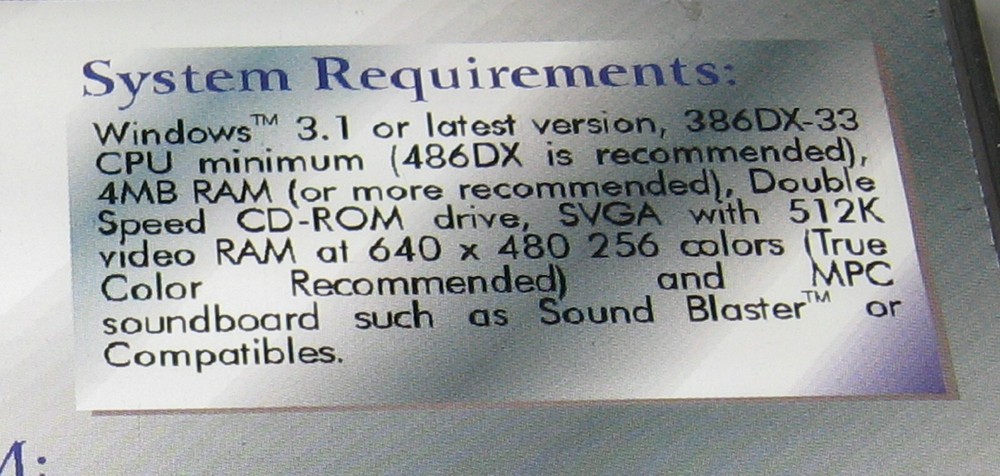 System Requirements:
Windows™ 3.1 or latest version, 386DX-33
CPU minimum (486DX is recommended),
4MB RAM (or more recommended), Double
Speed CD-ROM drive, SVGA with 512K
video RAM at 640 x 480 256 colors (True
Color Recommended) and MPC
soundboard such as Sound Blaster™ or
Compatibles.